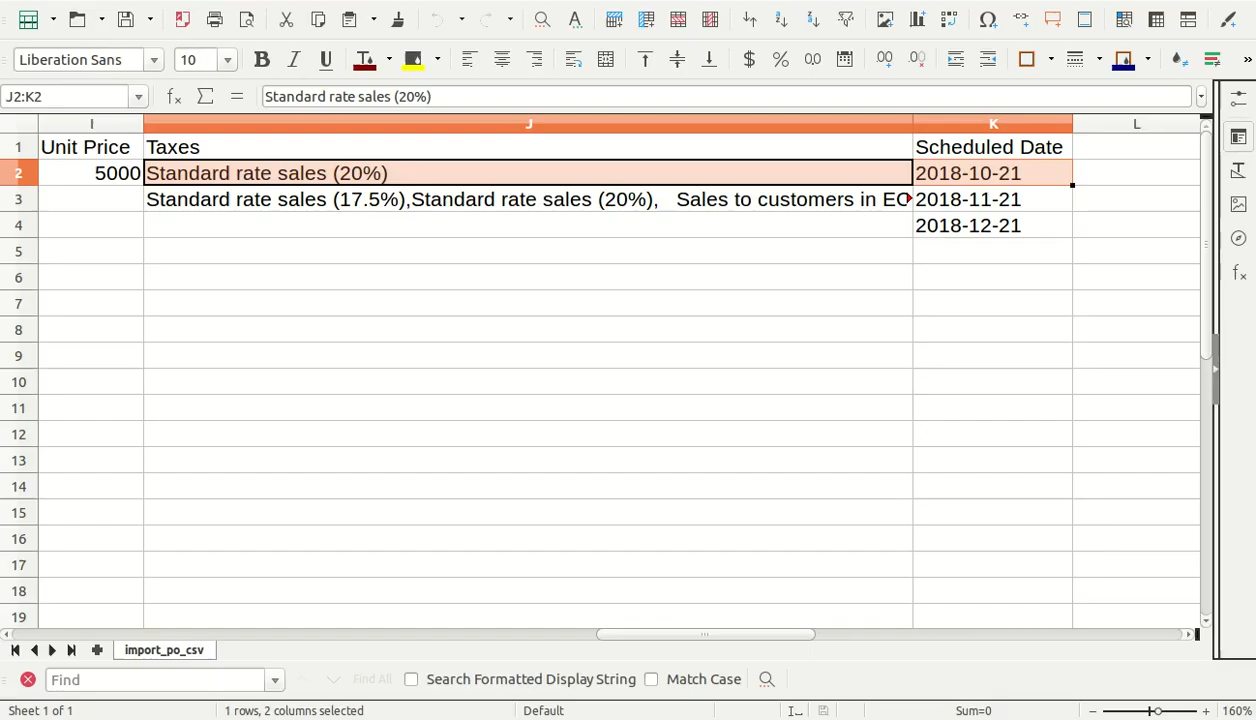 Liberation Sans 10
J2:K2 Standard rate sales (20%)
I J K L
1 Unit Price Taxes Scheduled Date
2 5000 Standard rate sales (20%) 2018-10-21
3 Standard rate sales (17.5%),Standard rate sales (20%), Sales to customers in EC 2018-11-21
4 2018-12-21
5
6
7
8
9
10
11
12
13
14
15
16
17
18
19
import_po_csv
Find Find All Search Formatted Display String Match Case
Sheet 1 of 1 1 rows, 2 columns selected Default Sum=0 160%